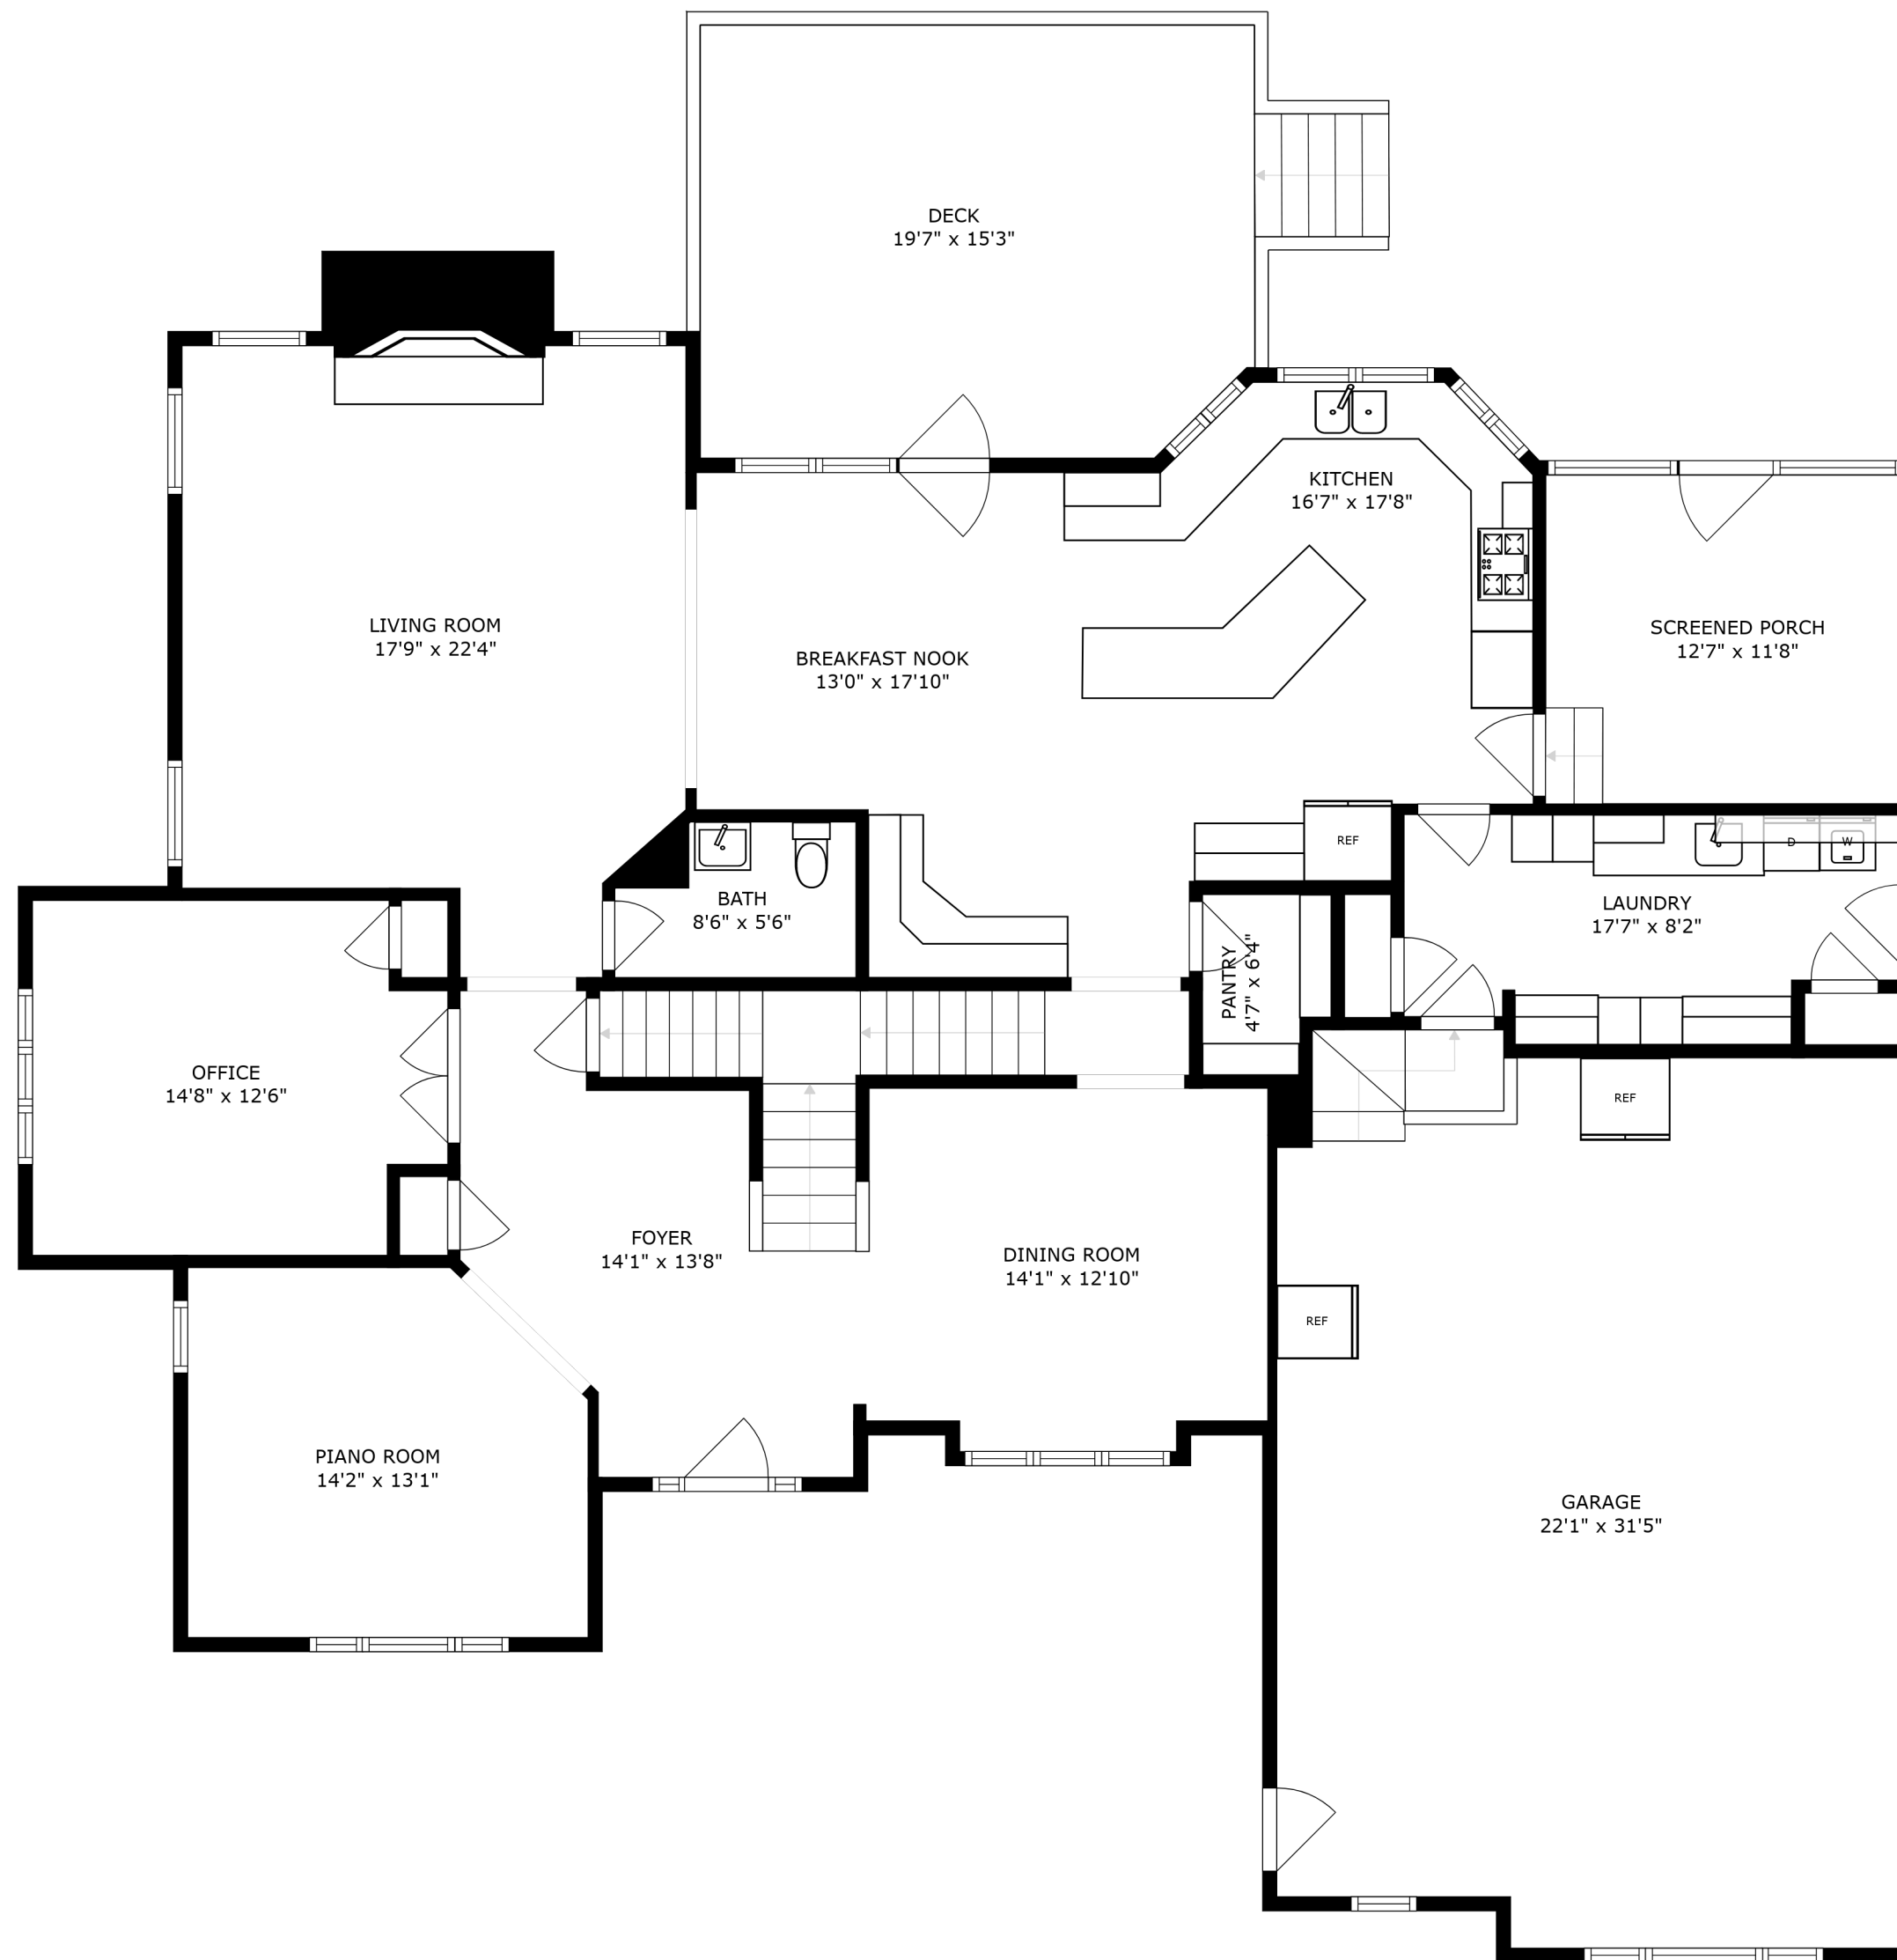 DECK
19'7" x 15'3"
KITCHEN
16'7" x 17'8"
LIVING ROOM
17'9" x 22'4"
SCREENED PORCH
12'7" x 11'8"
BREAKFAST NOOK
13'0" x 17'10"
REF
D
W
BATH
8'6" x 5'6"
LAUNDRY
17'7" x 8'2"
PANTRY
4'7" x 6'4"
OFFICE
14'8" x 12'6"
REF
FOYER
14'1" x 13'8"
DINING ROOM
14'1" x 12'10"
REF
PIANO ROOM
14'2" x 13'1"
GARAGE
22'1" x 31'5"